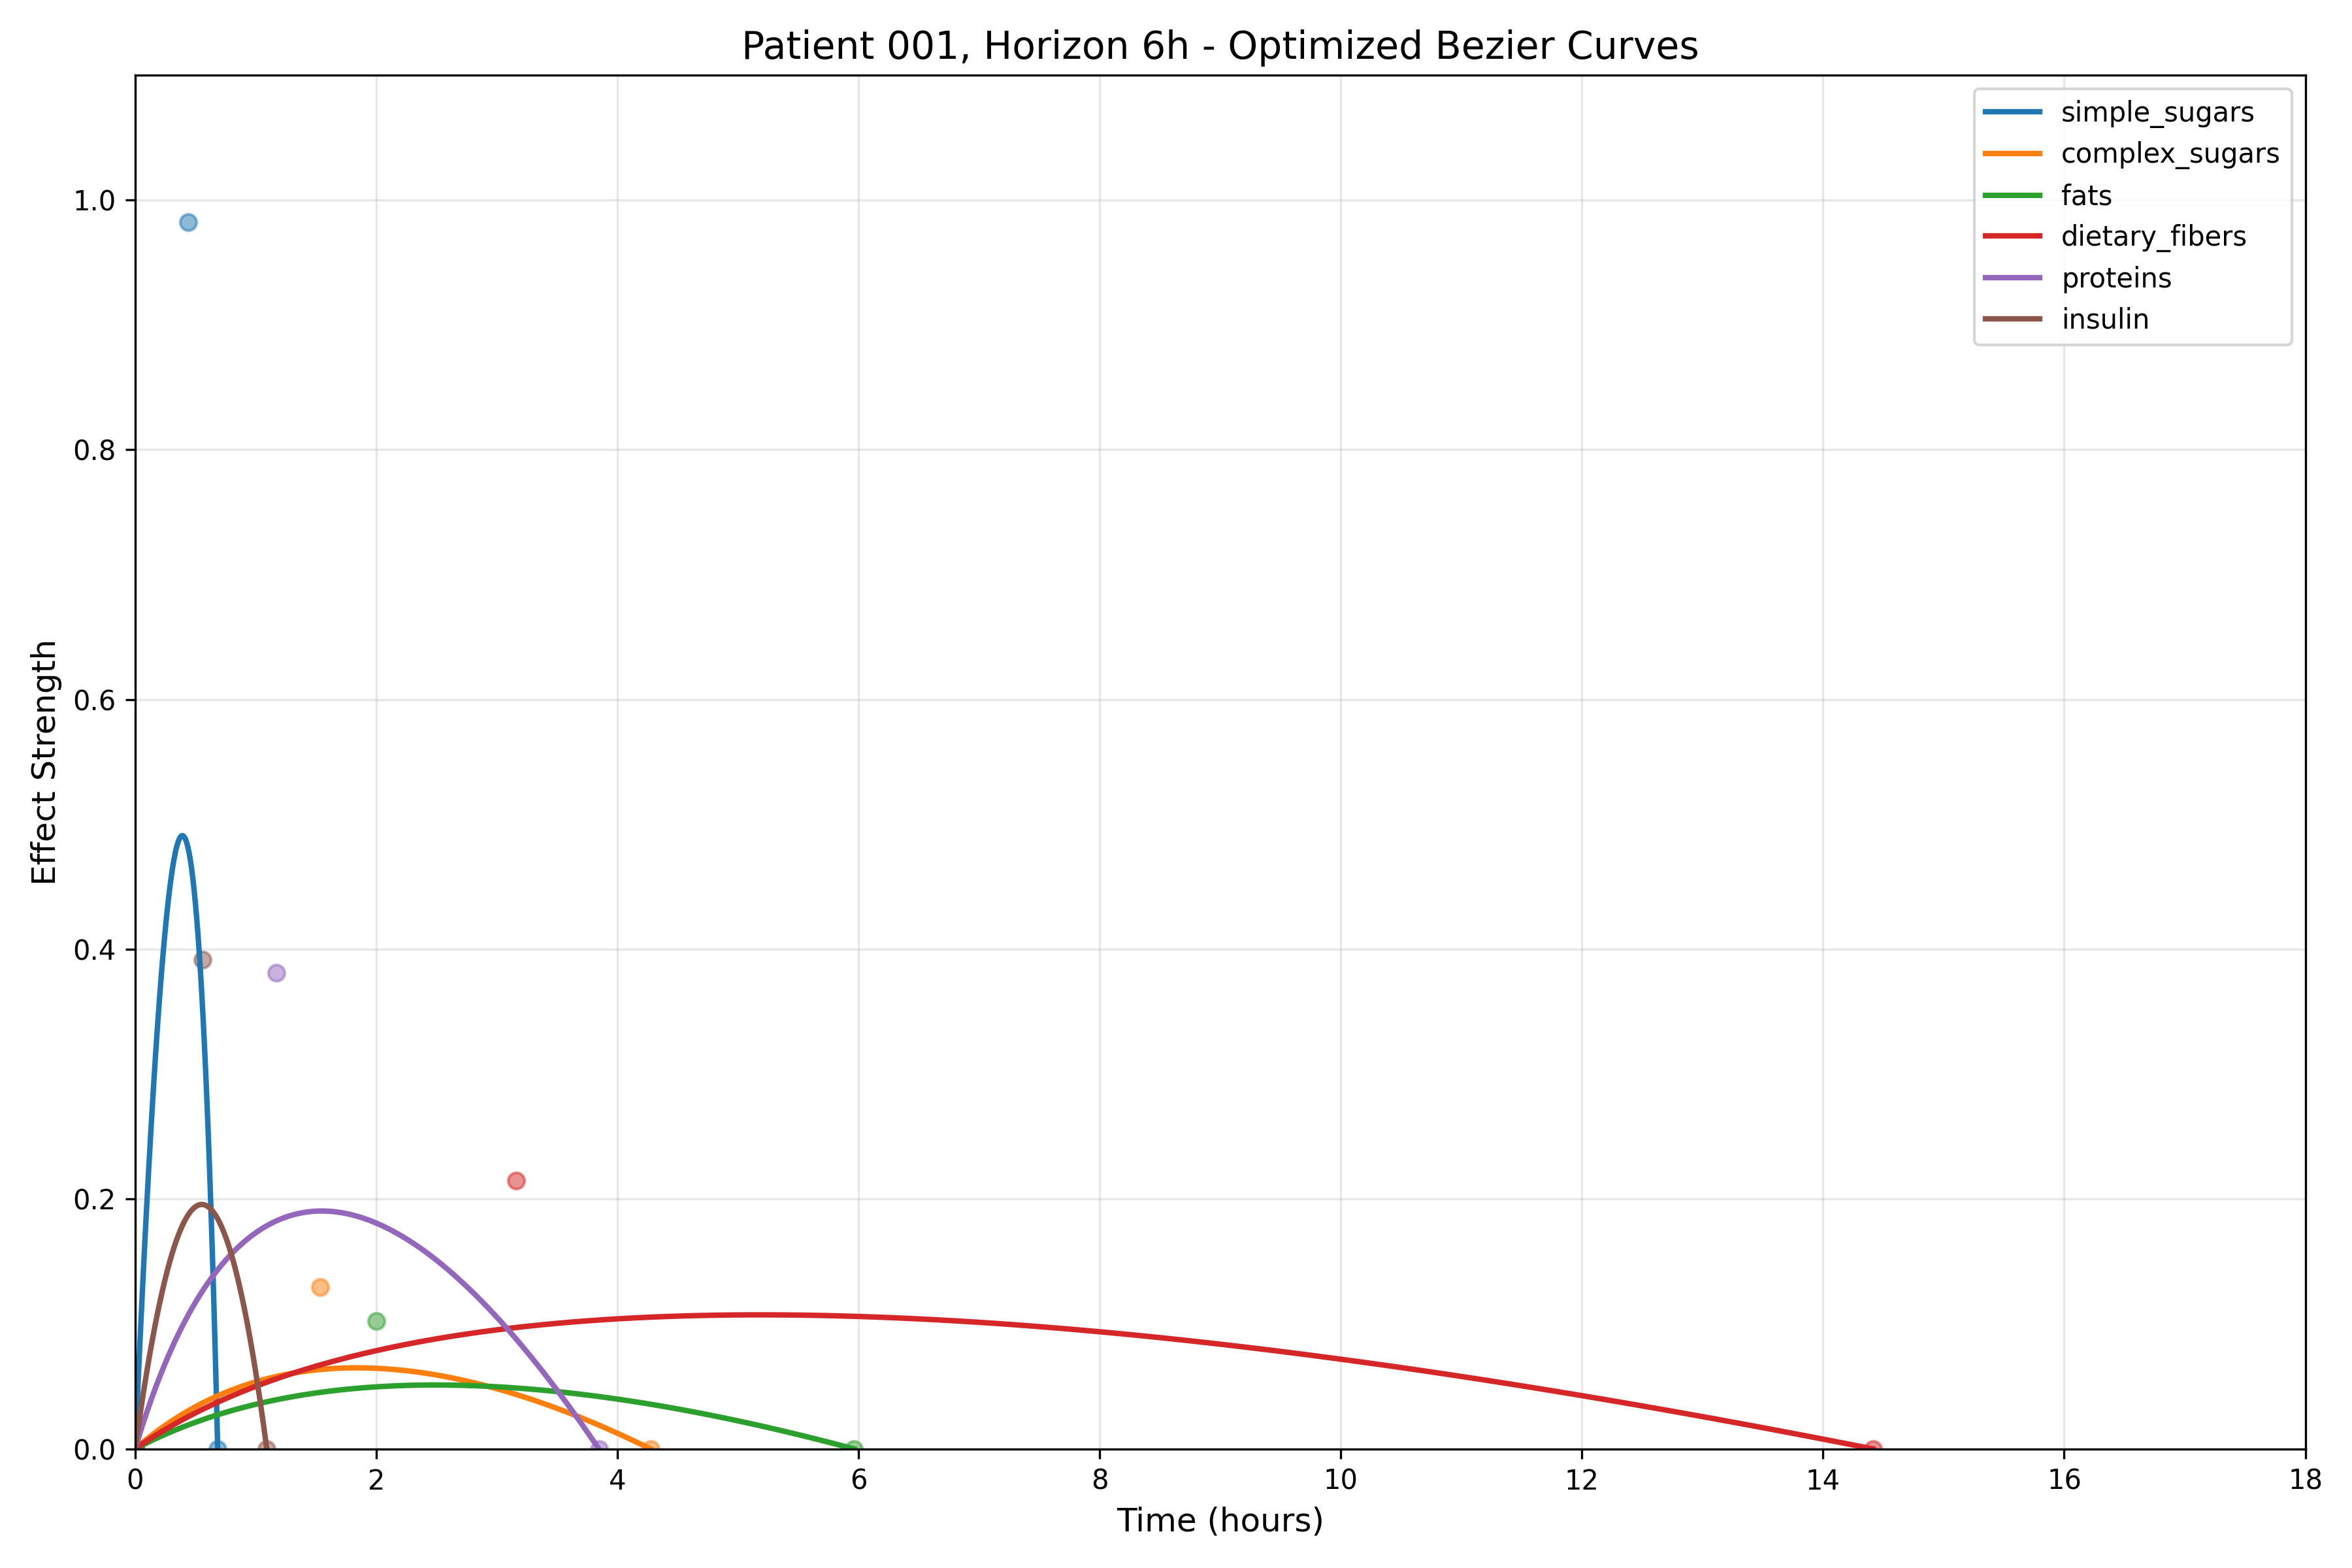 Patient 001, Horizon 6h - Optimized Bezier Curves
simple_sugars
complex_sugars
fats
dietary_fibers
proteins
insulin
Effect Strength
1.0
0.8
0.6
0.4
0.2
0.0
0 2 4 6 8 10 12 14 16 18
Time (hours)